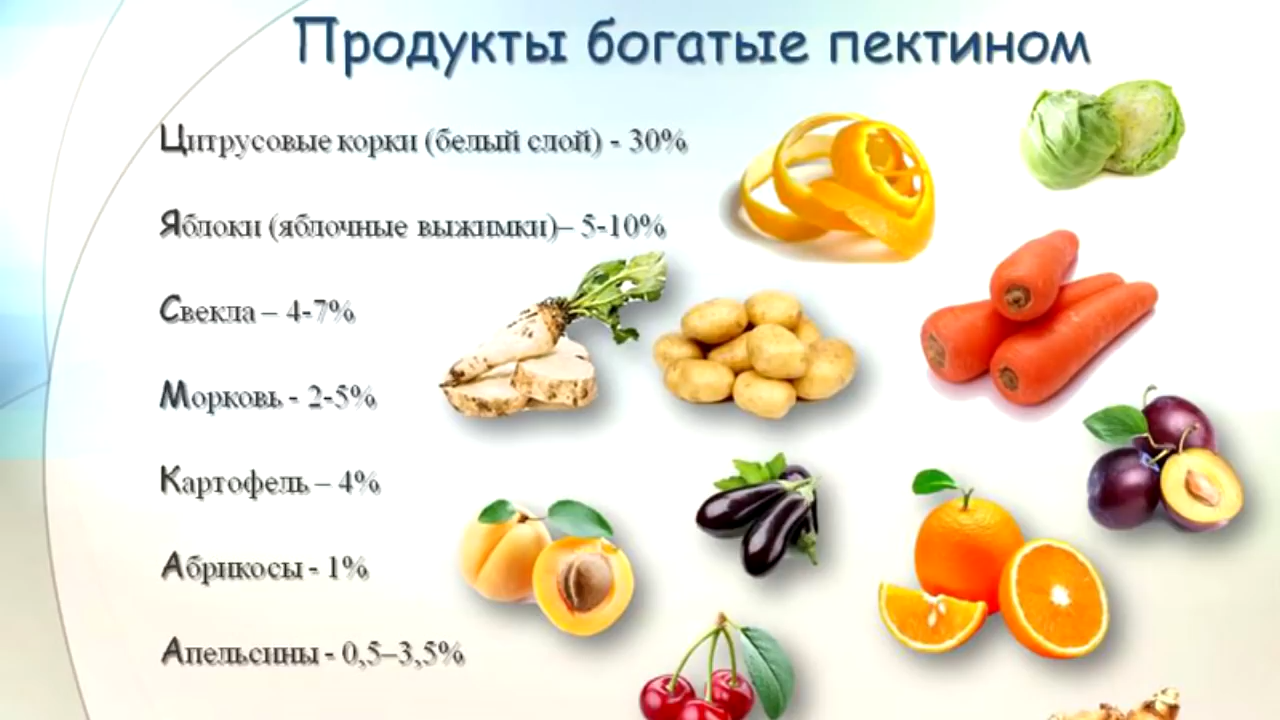 Продукты богатые пектином
Цитрусовые корки (белый слой) - 30%
Яблоки (яблочные выжимки)– 5-10%
Свекла – 4-7%
Морковь - 2-5%
Картофель – 4%
Абрикосы - 1%
Апельсины - 0,5–3,5%